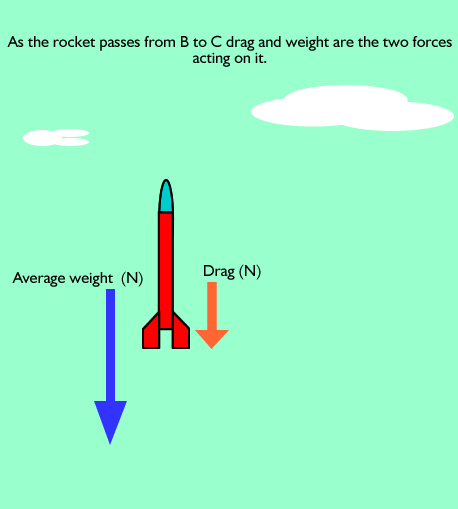 As the rocket passes from B to C drag and weight are the two forces
acting on it.
Drag (N)
Average weight (N)